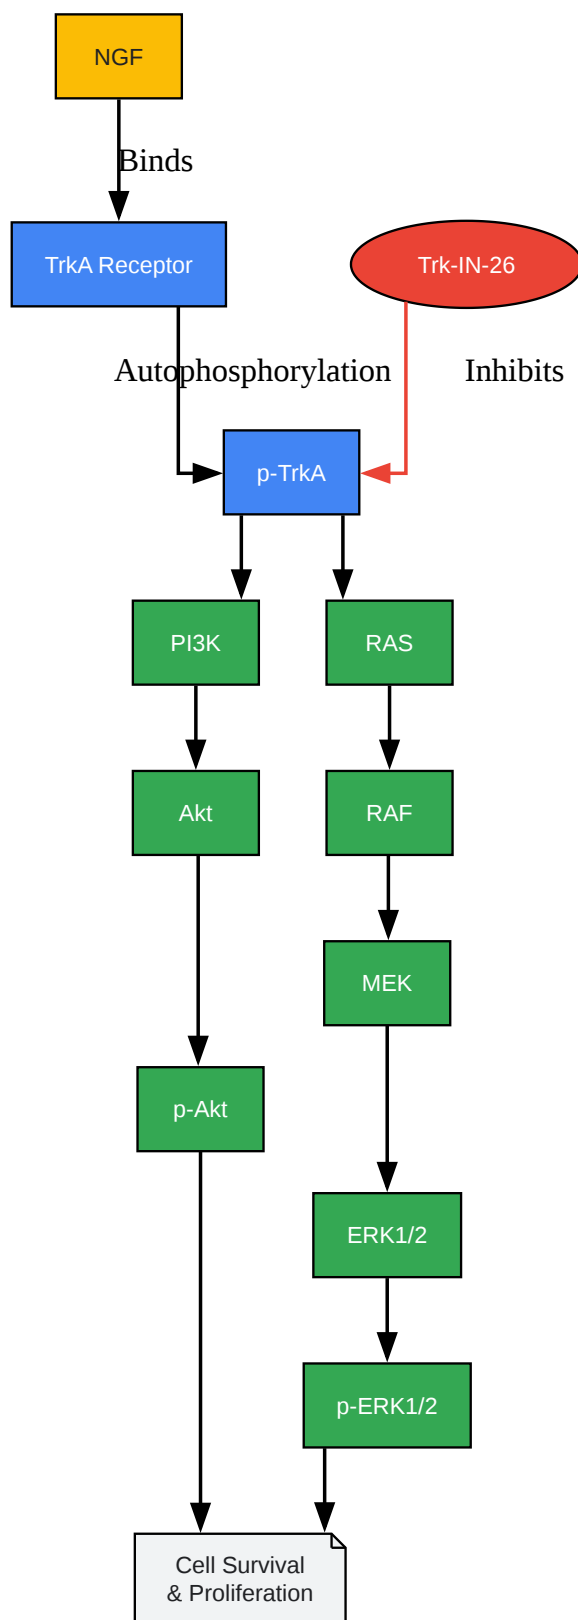 NGF
Binds
TrkA Receptor
Trk-IN-26
Autophosphorylation
Inhibits
p-TrkA
PI3K
RAS
Akt
RAF
MEK
p-Akt
ERK1/2
p-ERK1/2
Cell Survival
& Proliferation